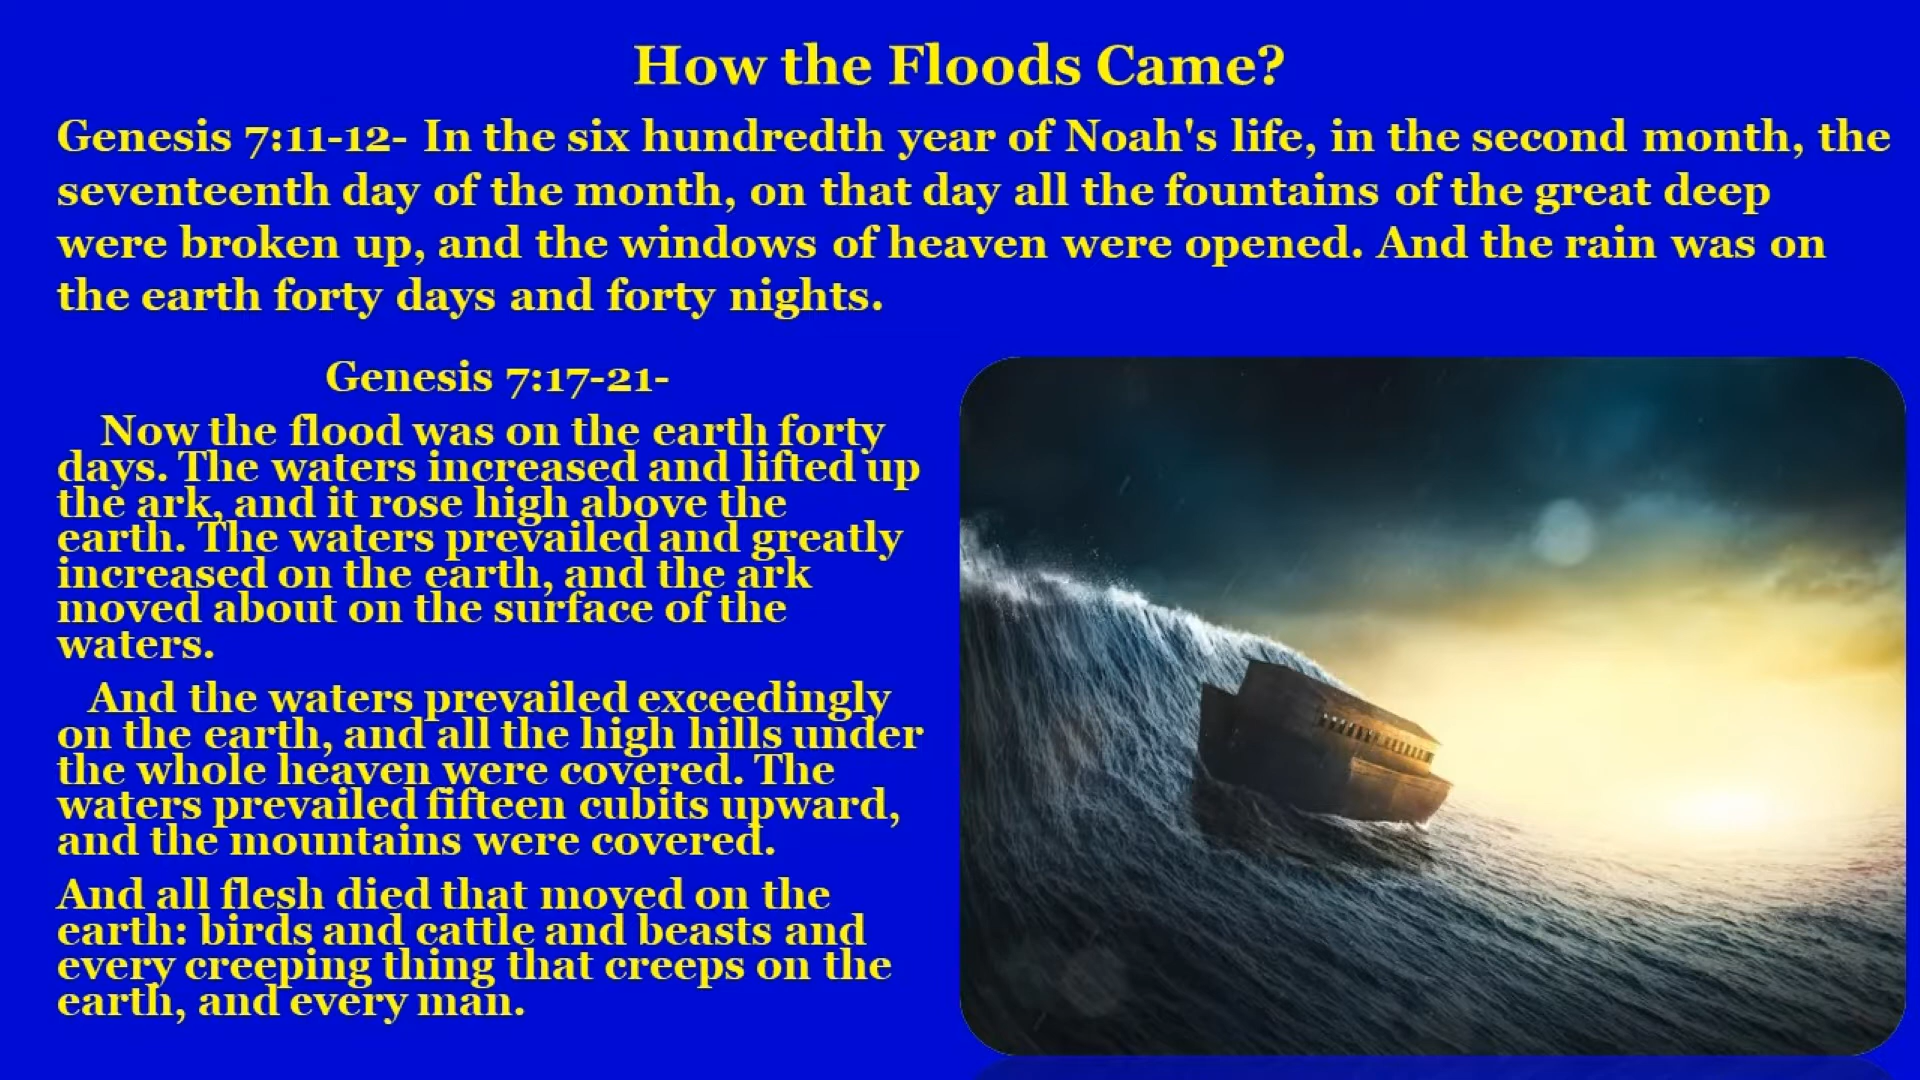 How the Floods Came?
Genesis 7:11-12- In the six hundredth year of Noah's life, in the second month, the
seventeenth day of the month, on that day all the fountains of the great deep
were broken up, and the windows of heaven were opened. And the rain was on
the earth forty days and forty nights.
Genesis 7:17-21-
Now the flood was on the earth forty
days. The waters increased and lifted up
the ark, and it rose high above the
earth. The waters prevailed and greatly
increased on the earth, and the ark
moved about on the surface of the
waters.
And the waters prevailed exceedingly
on the earth, and all the high hills under
the whole heaven were covered. The
waters prevailed fifteen cubits upward,
and the mountains were covered.
And all flesh died that moved on the
earth: birds and cattle and beasts and
every creeping thing that creeps on the
earth, and every man.